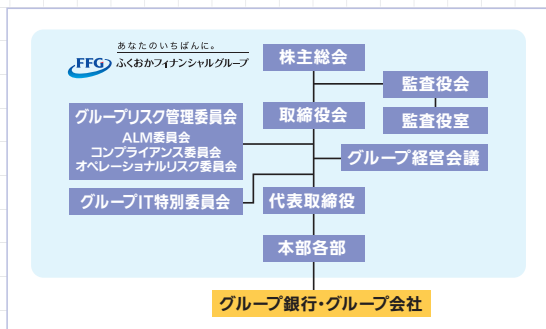 あなたのいちばんに。
FFG ふくおかフィナンシャルグループ
株主総会
監査役会
取締役会
監査役室
グループリスク管理委員会
ALM委員会
コンプライアンス委員会
オペレーショナルリスク委員会
グループ経営会議
グループIT特別委員会
代表取締役
本部各部
グループ銀行・グループ会社